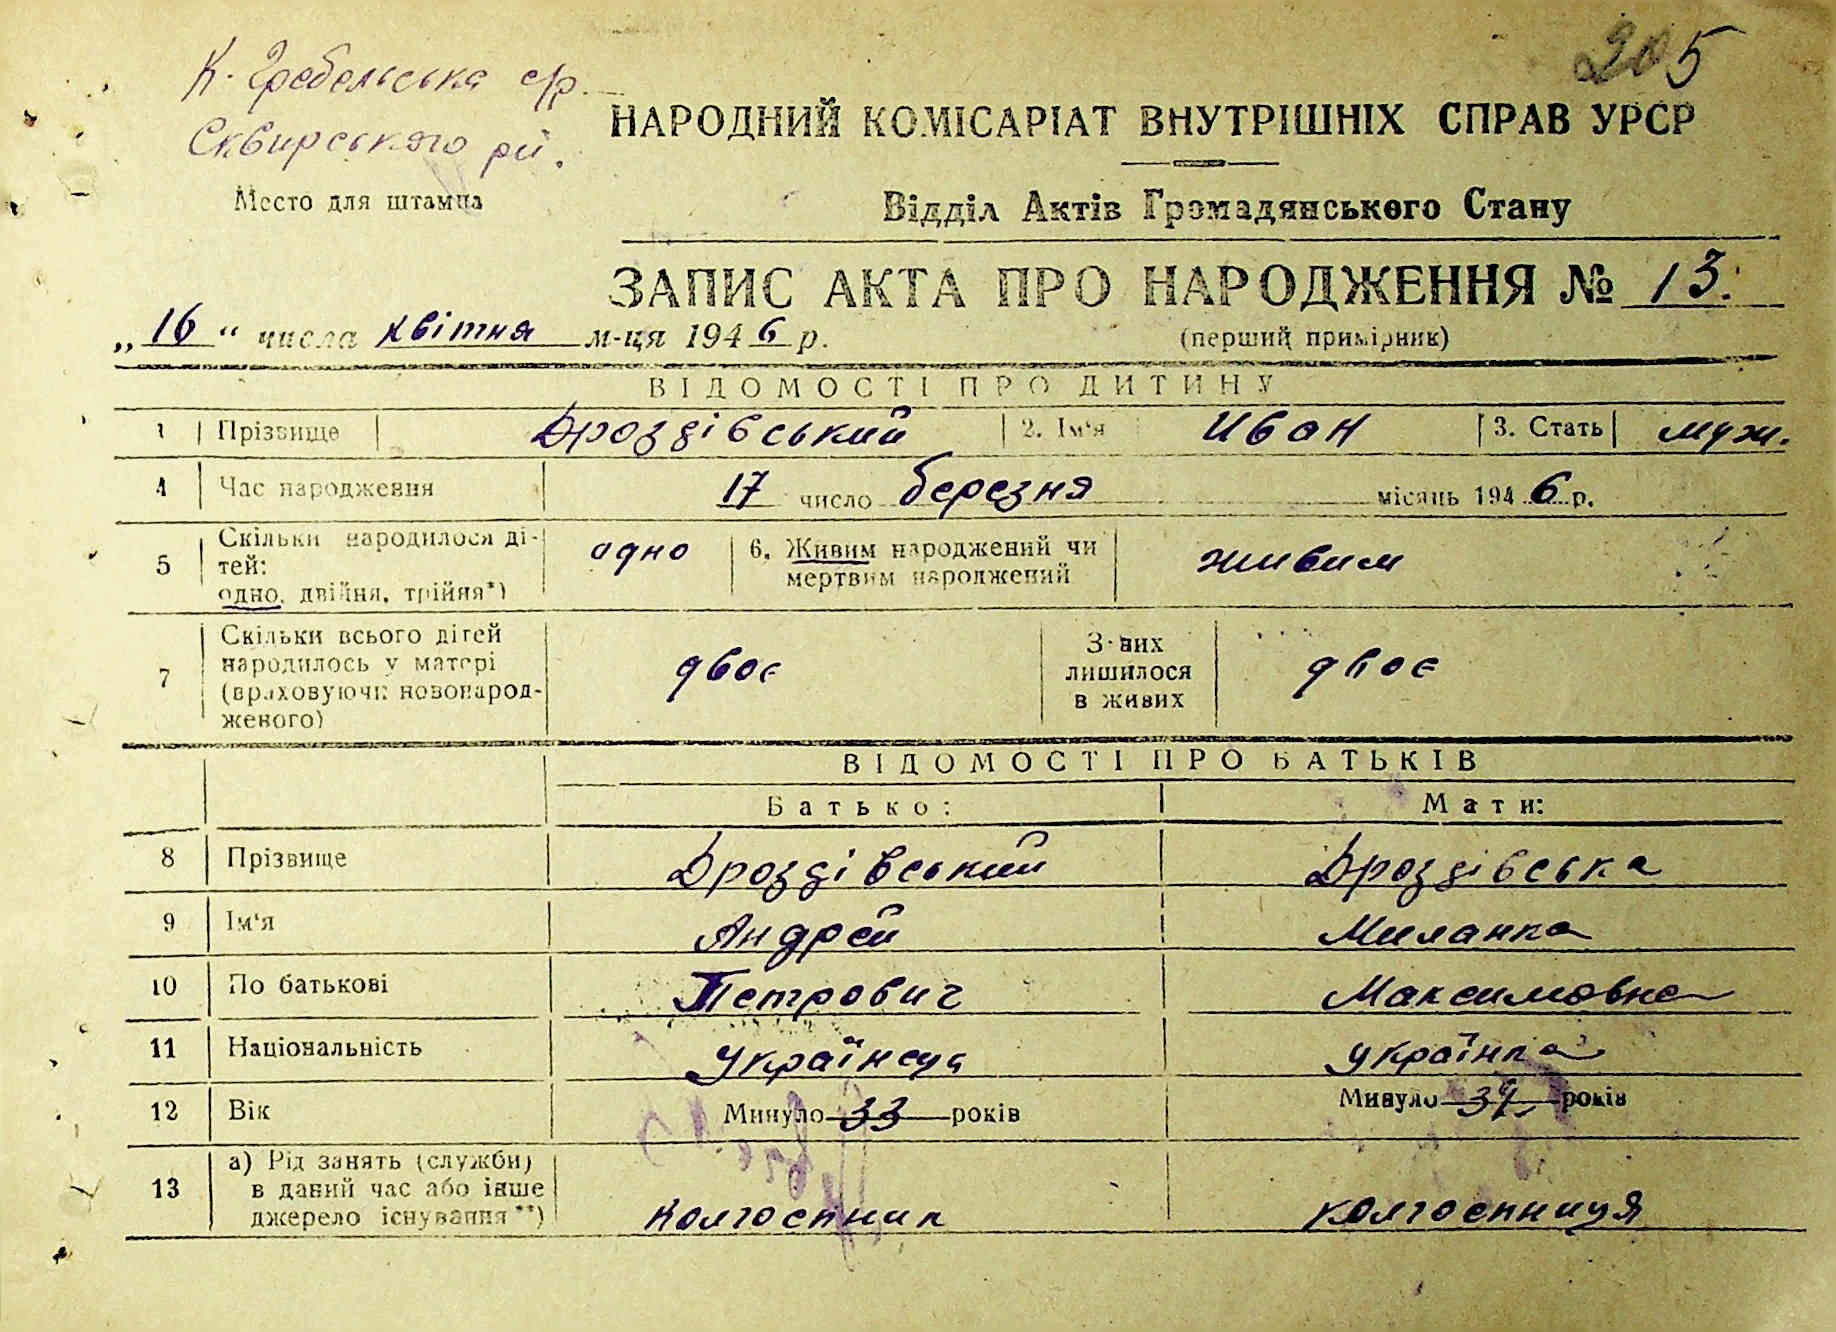 205
К. Гребельська с/р.
Сквирського р-й.
Место для штампа
НАРОДНИЙ КОМІСАРІАТ ВНУТРІШНІХ СПРАВ УРСР
Відділ Актів Громадянського Стану
ЗАПИС АКТА ПРО НАРОДЖЕННЯ № 13.
„16“ числа квітня м-ця 1946 р.
(перший примірник)
ВІДОМОСТІ ПРО ДИТИНУ
1 Прізвище Дроздівський 2. Ім'я Иван 3. Стать муж.
4 Час народження 17 число березня місяць 1946 р.
5 Скільки народилося ді-
тей:
одно, двійня, трійня*)
одно
6. Живим народжений чи
мертвим народжений
живим
7 Скільки всього дітей
народилось у матері
(враховуючи новонарод-
женого)
двоє
З них
лишилося
в живих
двоє
ВІДОМОСТІ ПРО БАТЬКІВ
Батько: Мати:
8 Прізвище Дроздівський Дроздівська
9 Ім'я Андрей Миланка
10 По батькові Петрович Максимовна
11 Національність Українець українка
12 Вік Минуло 33 років Минуло років
13 а) Рід занять (служби)
в даний час або інше
джерело існування**)
Колгоспник колгоспниця